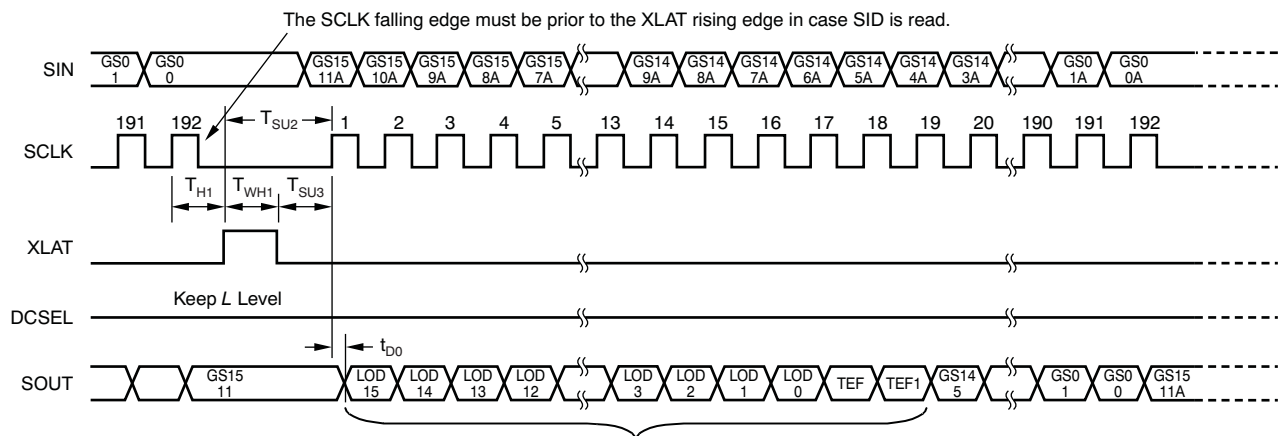 The SCLK falling edge must be prior to the XLAT rising edge in case SID is read.
SIN
GS0 1
GS0 0
GS15 11A
GS15 10A
GS15 9A
GS15 8A
GS15 7A
GS14 9A
GS14 8A
GS14 7A
GS14 6A
GS14 5A
GS14 4A
GS14 3A
GS0 1A
GS0 0A
TSU2
191 192 1 2 3 4 5 13 14 15 16 17 18 19 20 190 191 192
SCLK
TH1 TWH1 TSU3
XLAT
Keep L Level
DCSEL
tD0
SOUT
GS15 11
LOD 15
LOD 14
LOD 13
LOD 12
LOD 3
LOD 2
LOD 1
LOD 0
TEF
TEF1
GS14 5
GS0 1
GS0 0
GS15 11A